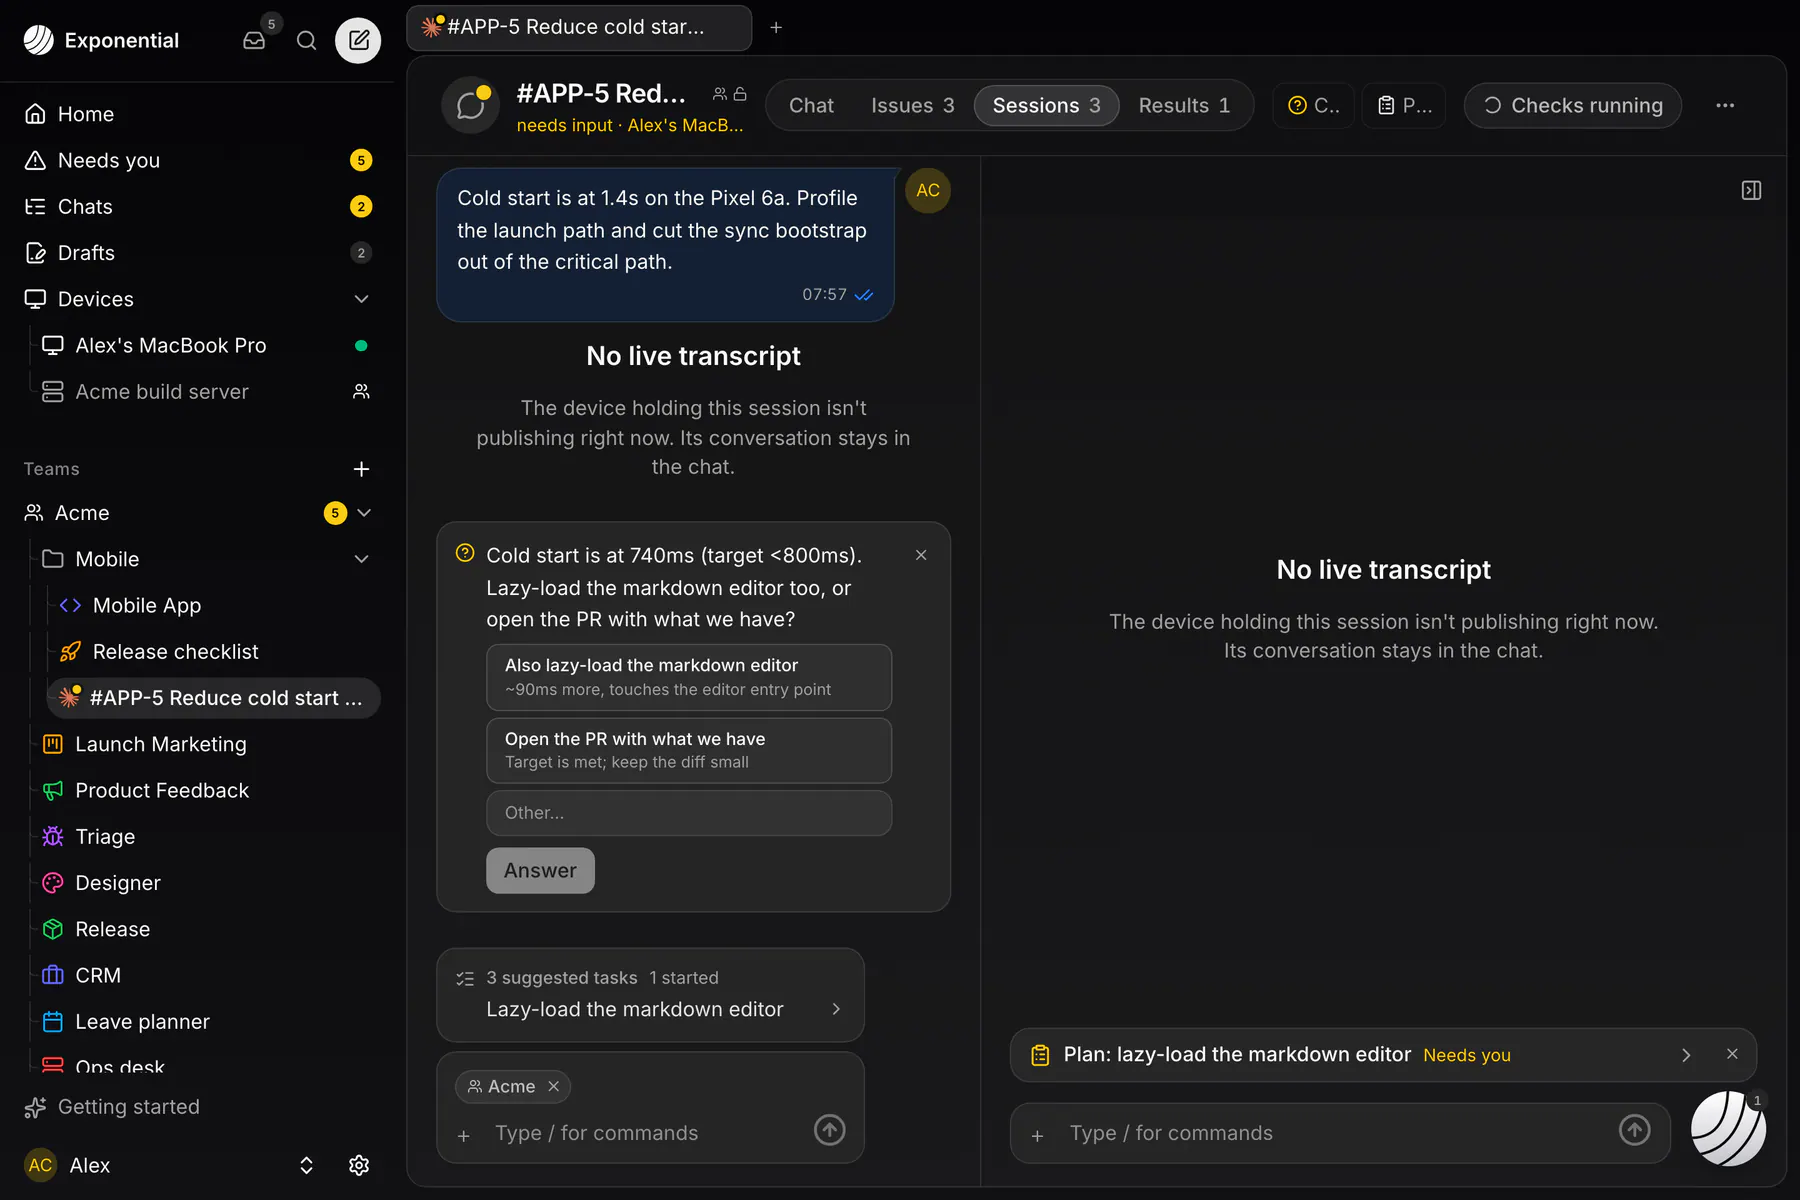 Exponential
5
#APP-5 Reduce cold star...
Home
Needs you
5
Chats
2
Drafts
2
Devices
Alex's MacBook Pro
Acme build server
Teams
Acme
5
Mobile
Mobile App
Release checklist
#APP-5 Reduce cold start ...
Launch Marketing
Product Feedback
Triage
Designer
Release
CRM
Leave planner
Ops desk
Getting started
AC
Alex
#APP-5 Red...
needs input · Alex's MacB...
Chat
Issues 3
Sessions 3
Results 1
C..
P...
Checks running
Cold start is at 1.4s on the Pixel 6a. Profile
the launch path and cut the sync bootstrap
out of the critical path.
07:57
AC
No live transcript
The device holding this session isn't
publishing right now. Its conversation stays in
the chat.
Cold start is at 740ms (target <800ms).
Lazy-load the markdown editor too, or
open the PR with what we have?
Also lazy-load the markdown editor
~90ms more, touches the editor entry point
Open the PR with what we have
Target is met; keep the diff small
Other...
Answer
3 suggested tasks 1 started
Lazy-load the markdown editor
Acme
Type / for commands
No live transcript
The device holding this session isn't publishing right now.
Its conversation stays in the chat.
Plan: lazy-load the markdown editor Needs you
Type / for commands
1